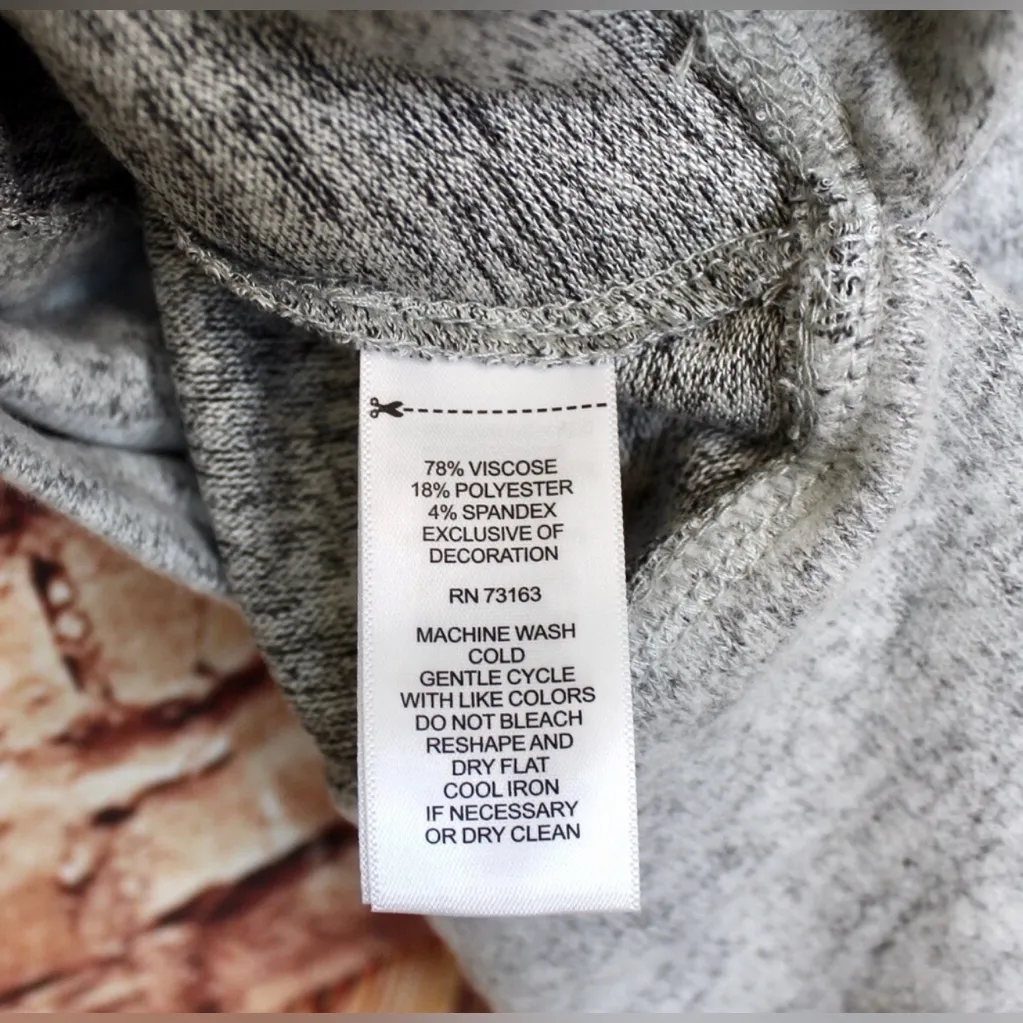 78% VISCOSE
18% POLYESTER
4% SPANDEX
EXCLUSIVE OF
DECORATION
RN 73163
MACHINE WASH
COLD
GENTLE CYCLE
WITH LIKE COLORS
DO NOT BLEACH
RESHAPE AND
DRY FLAT
COOL IRON
IF NECESSARY
OR DRY CLEAN